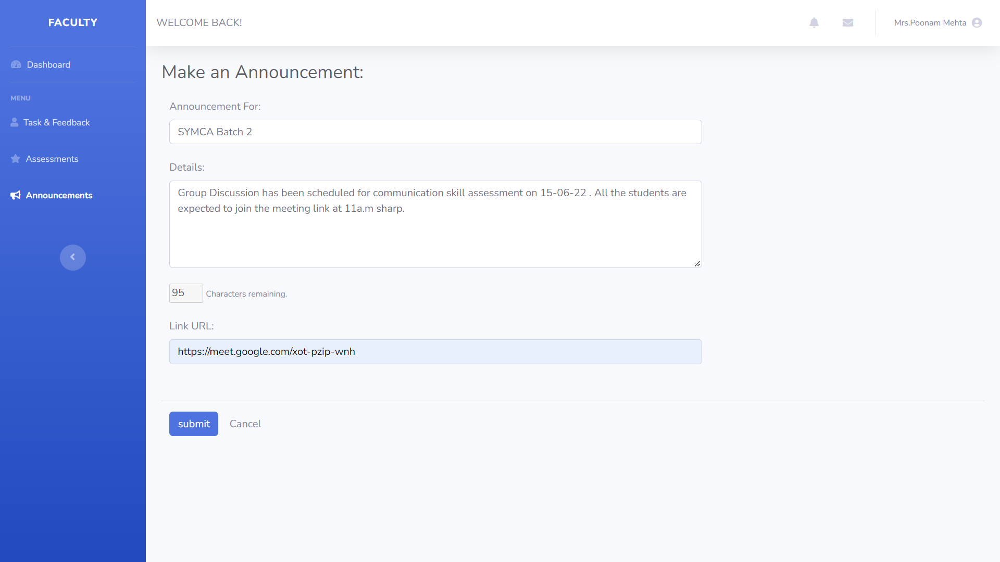 FACULTY
WELCOME BACK!
Mrs.Poonam Mehta
Dashboard
MENU
Task & Feedback
Assessments
Announcements
Make an Announcement:
Announcement For:
SYMCA Batch 2
Details:
Group Discussion has been scheduled for communication skill assessment on 15-06-22 . All the students are
expected to join the meeting link at 11a.m sharp.
95 Characters remaining.
Link URL:
https://meet.google.com/xot-pzip-wnh
submit Cancel